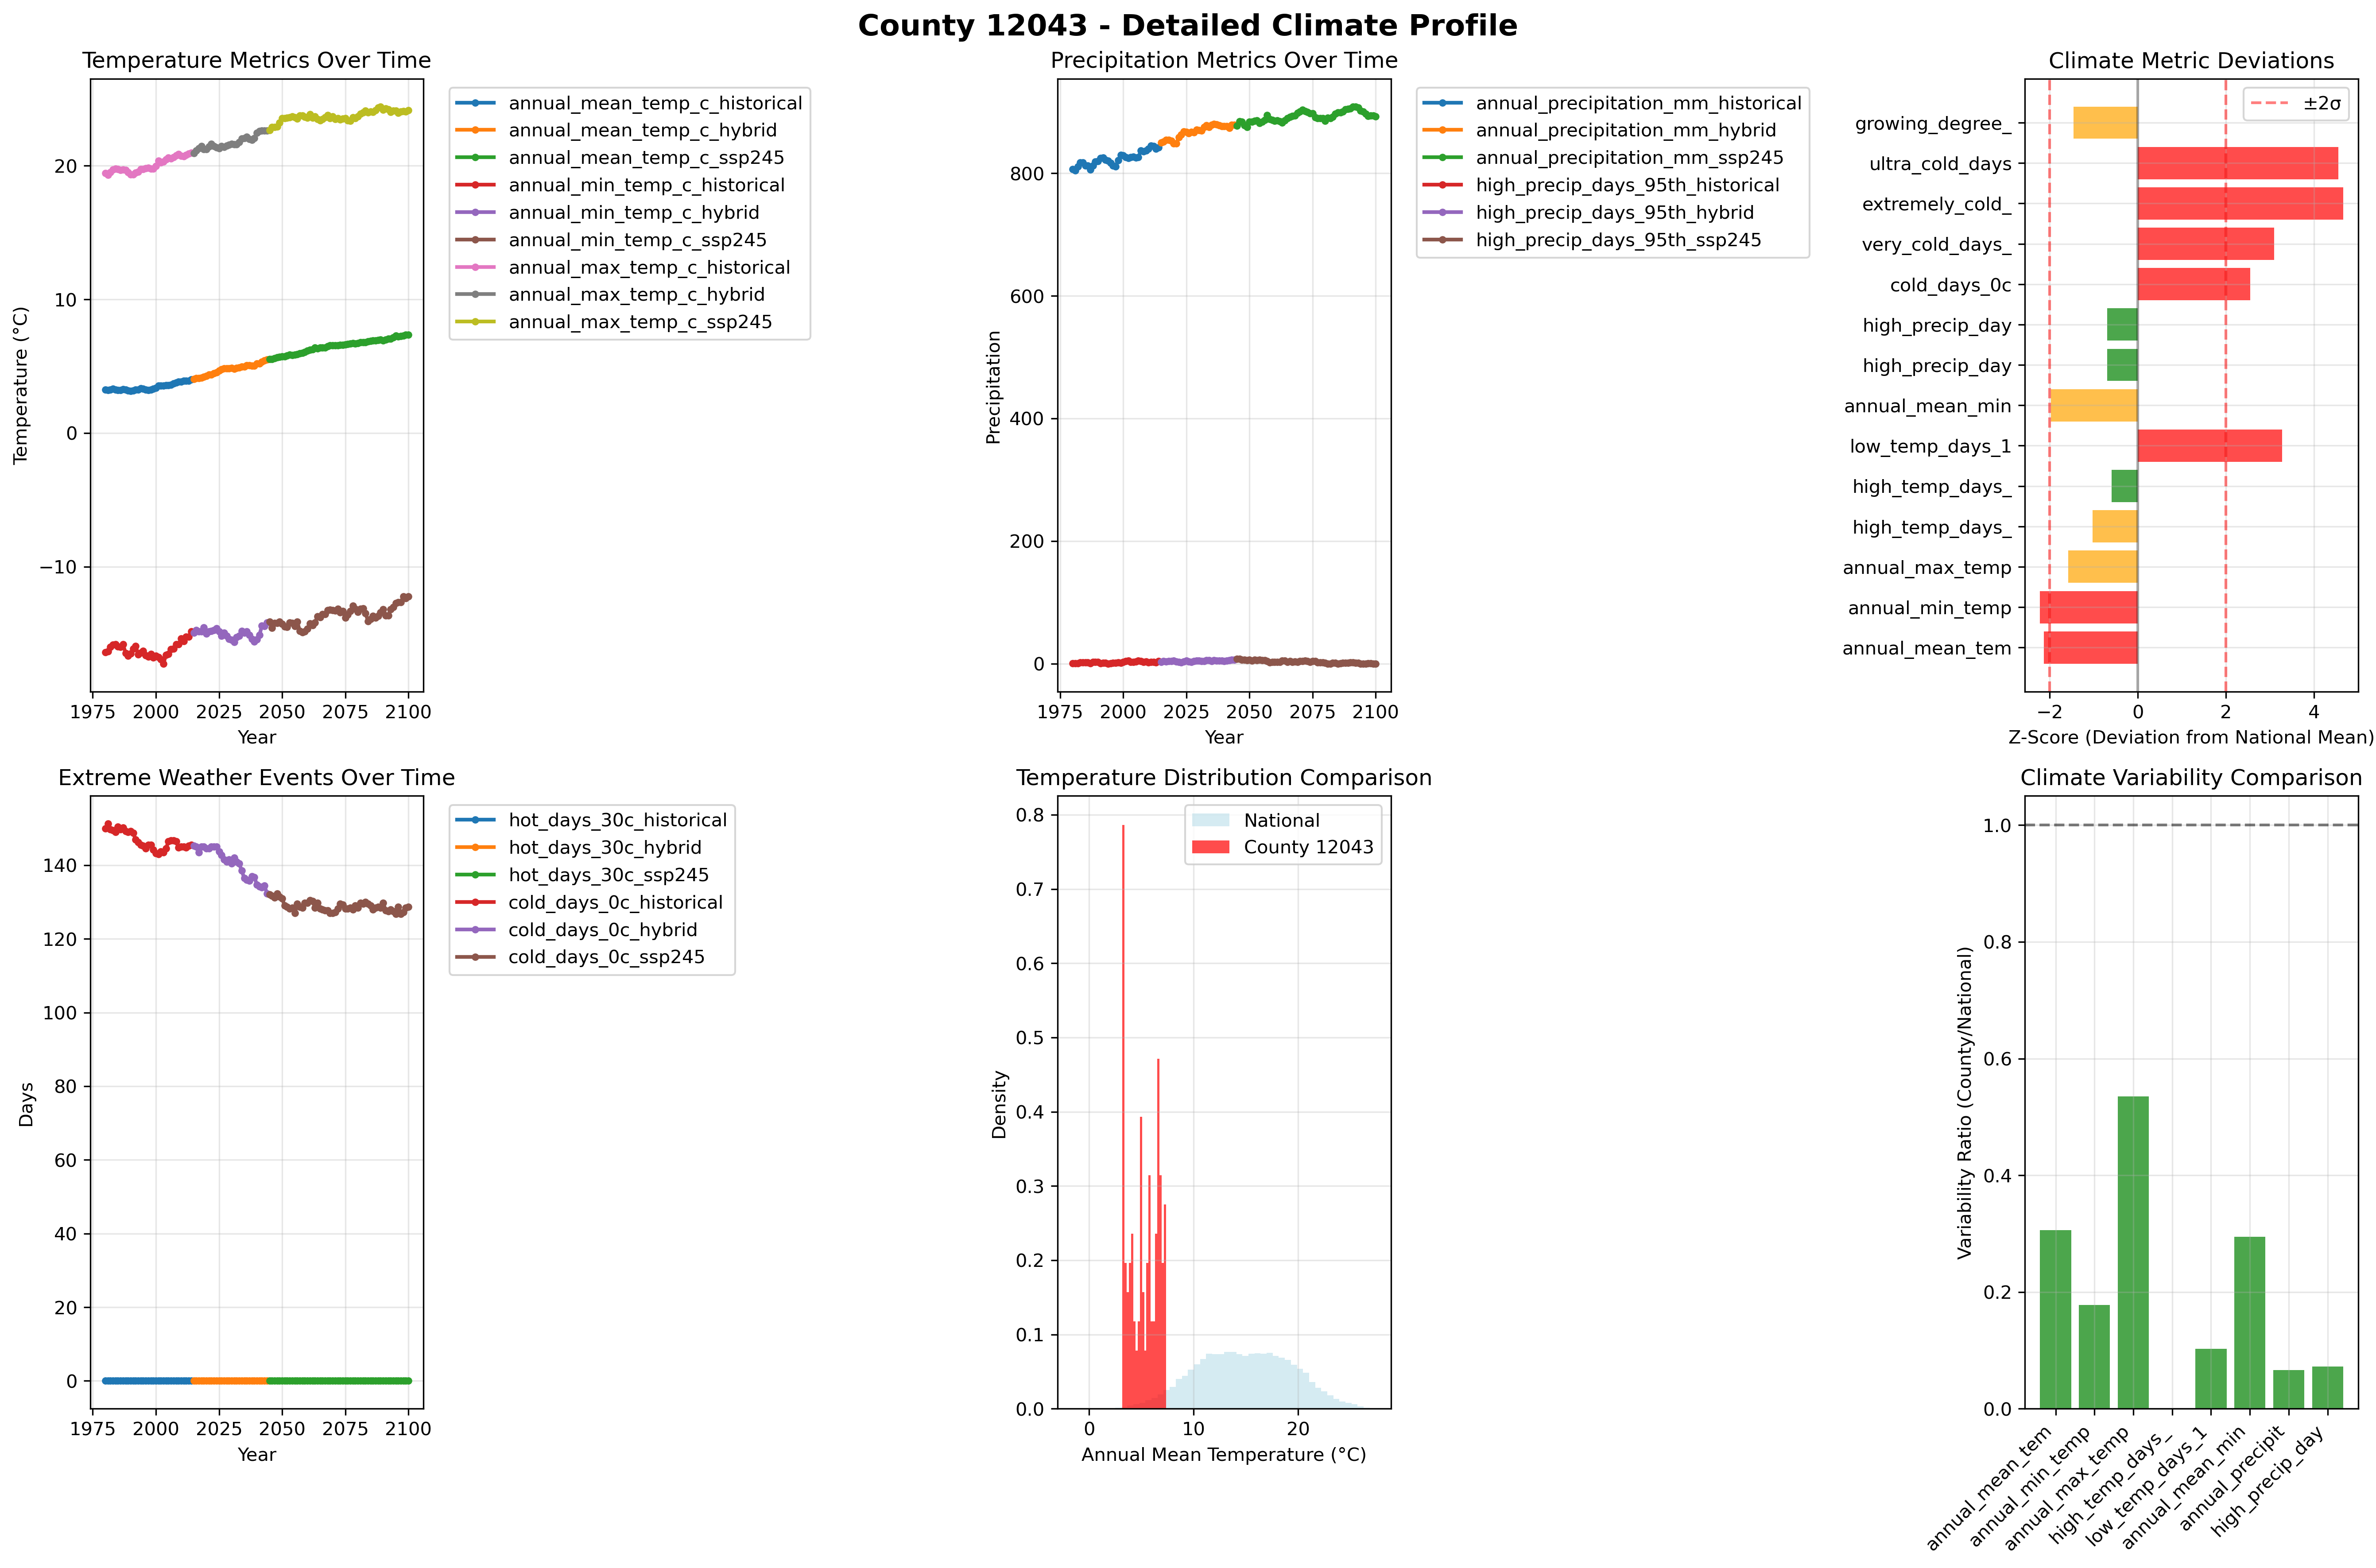 County 12043 - Detailed Climate Profile
Temperature Metrics Over Time
Temperature (°C)
20
10
0
−10
1975 2000 2025 2050 2075 2100
Year
annual_mean_temp_c_historical
annual_mean_temp_c_hybrid
annual_mean_temp_c_ssp245
annual_min_temp_c_historical
annual_min_temp_c_hybrid
annual_min_temp_c_ssp245
annual_max_temp_c_historical
annual_max_temp_c_hybrid
annual_max_temp_c_ssp245
Precipitation Metrics Over Time
Precipitation
800
600
400
200
0
1975 2000 2025 2050 2075 2100
Year
annual_precipitation_mm_historical
annual_precipitation_mm_hybrid
annual_precipitation_mm_ssp245
high_precip_days_95th_historical
high_precip_days_95th_hybrid
high_precip_days_95th_ssp245
Climate Metric Deviations
±2σ
growing_degree_
ultra_cold_days
extremely_cold_
very_cold_days_
cold_days_0c
high_precip_day
high_precip_day
annual_mean_min
low_temp_days_1
high_temp_days_
high_temp_days_
annual_max_temp
annual_min_temp
annual_mean_tem
−2 0 2 4
Z-Score (Deviation from National Mean)
Extreme Weather Events Over Time
Days
140
120
100
80
60
40
20
0
1975 2000 2025 2050 2075 2100
Year
hot_days_30c_historical
hot_days_30c_hybrid
hot_days_30c_ssp245
cold_days_0c_historical
cold_days_0c_hybrid
cold_days_0c_ssp245
Temperature Distribution Comparison
Density
0.8
0.7
0.6
0.5
0.4
0.3
0.2
0.1
0.0
National
County 12043
0 10 20
Annual Mean Temperature (°C)
Climate Variability Comparison
Variability Ratio (County/National)
1.0
0.8
0.6
0.4
0.2
0.0
annual_mean_tem
annual_min_temp
annual_max_temp
high_temp_days_
low_temp_days_1
annual_mean_min
annual_precipit
high_precip_day